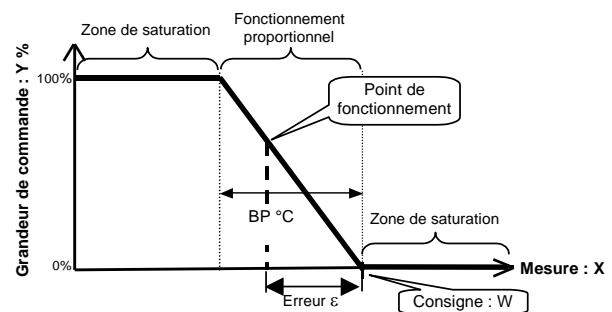 Zone de saturation
Fonctionnement
proportionnel
Grandeur de commande : Y %
100%
Point de
fonctionnement
BP °C
Zone de saturation
0%
Mesure : X
Erreur ε
Consigne : W